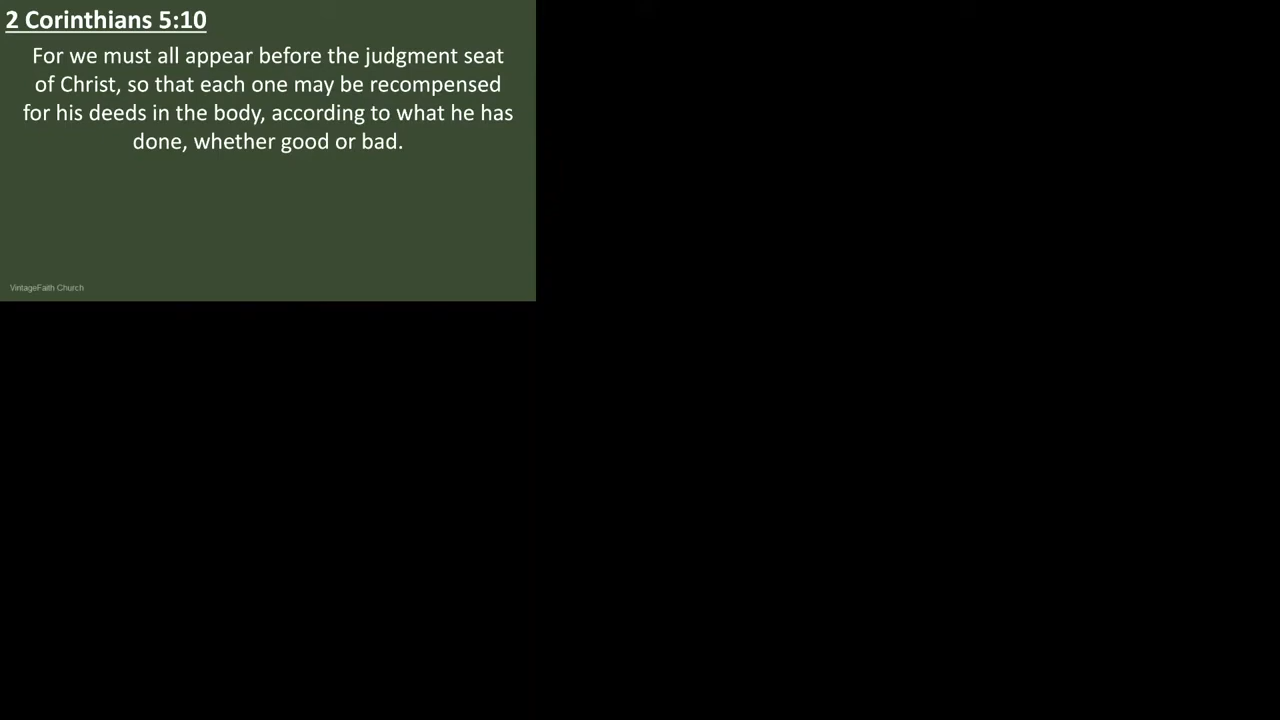 2 Corinthians 5:10
For we must all appear before the judgment seat
of Christ, so that each one may be recompensed
for his deeds in the body, according to what he has
done, whether good or bad.
VintageFaith Church